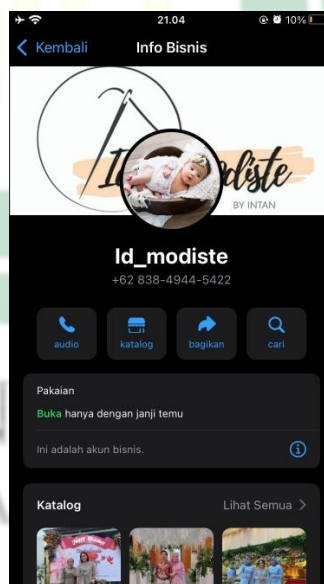 21.04
10%
Kembali
Info Bisnis
BY INTAN
Id_modiste
+62 838-4944-5422
audio
katalog
bagikan
cari
Pakaian
Buka hanya dengan janji temu
Ini adalah akun bisnis.
Katalog
Lihat Semua